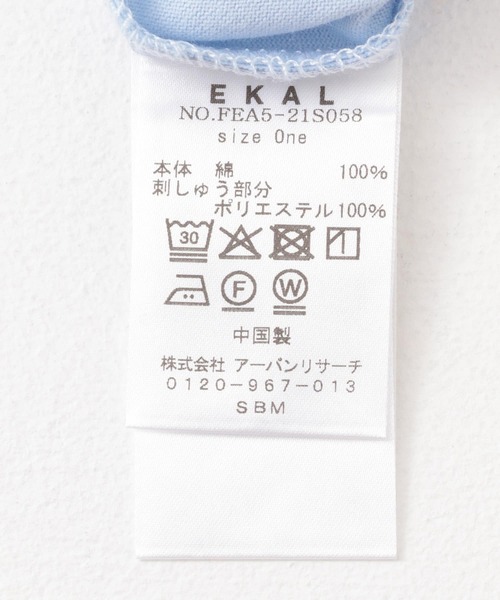 EKAL
NO.FEA5-21S058
size One
本体 綿 100%
刺しゅう部分
ポリエステル100%
30
F W
中国製
株式会社 アーバンリサーチ
0120-967-013
SBM